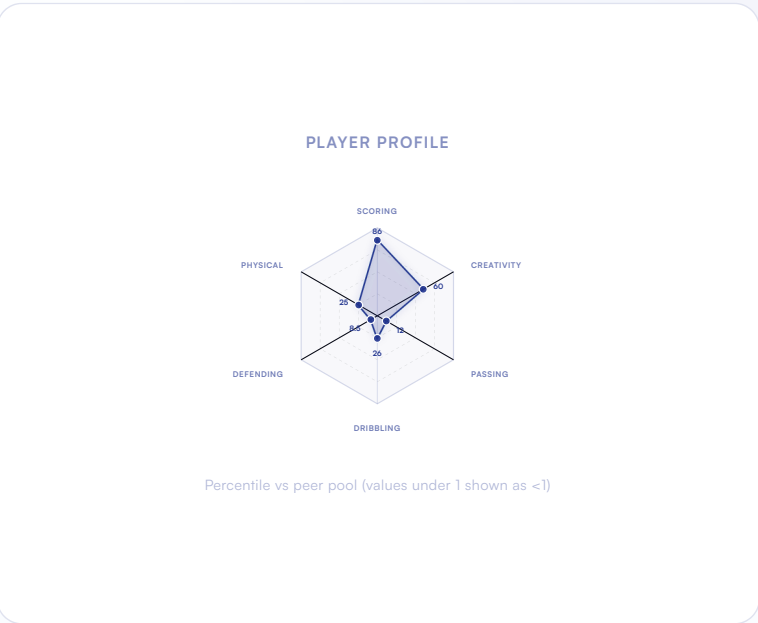 PLAYER PROFILE
SCORING
86
PHYSICAL
CREATIVITY
60
25
8.5
12
26
DEFENDING
PASSING
DRIBBLING
Percentile vs peer pool (values under 1 shown as <1)